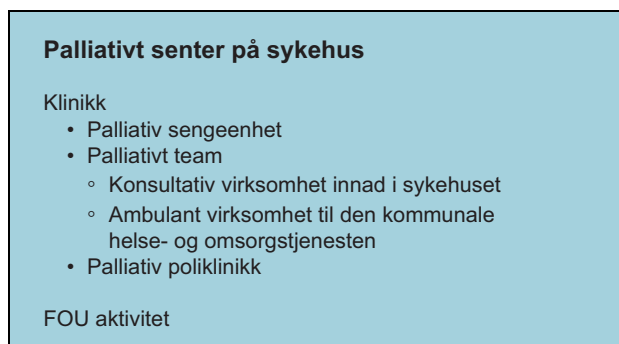 Palliativt senter på sykehus
Klinikk
• Palliativ sengeenhet
• Palliativt team
◦ Konsultativ virksomhet innad i sykehuset
◦ Ambulant virksomhet til den kommunale
helse- og omsorgstjenesten
• Palliativ poliklinikk
FOU aktivitet